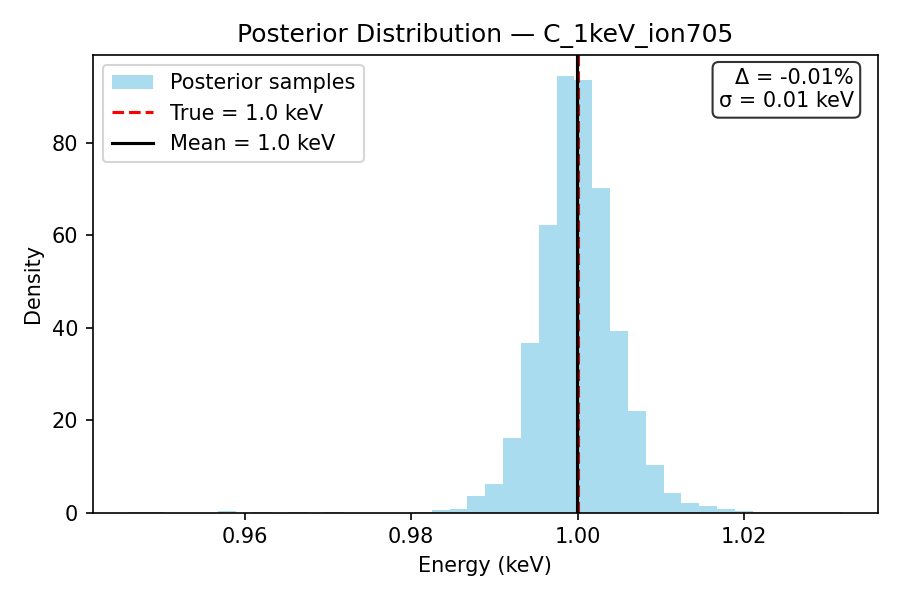 Posterior Distribution — C_1keV_ion705
Posterior samples
True = 1.0 keV
Mean = 1.0 keV
Δ = -0.01%
σ = 0.01 keV
Density
80
60
40
20
0
0.96
0.98
1.00
1.02
Energy (keV)